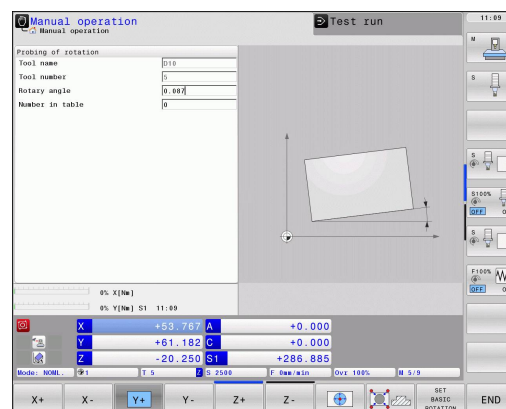 Manual operation
Manual operation
Test run
11:09
Probing of rotation
Tool name D10
Tool number 5
Rotary angle 0.087
Number in table 0
M
S
S
S100%
OFF
S
F100%
OFF
0% X[Nm]
0% Y[Nm] S1 11:09
X +53.767 A +0.000
Y +61.182 C +0.000
Z -20.250 S1 +286.885
Mode: NOML. 1 T 5 Z S 2500 F 0mm/min Ovr 100% M 5/9
X+ X- Y+ Y- Z+ Z- SET BASIC ROTATION END